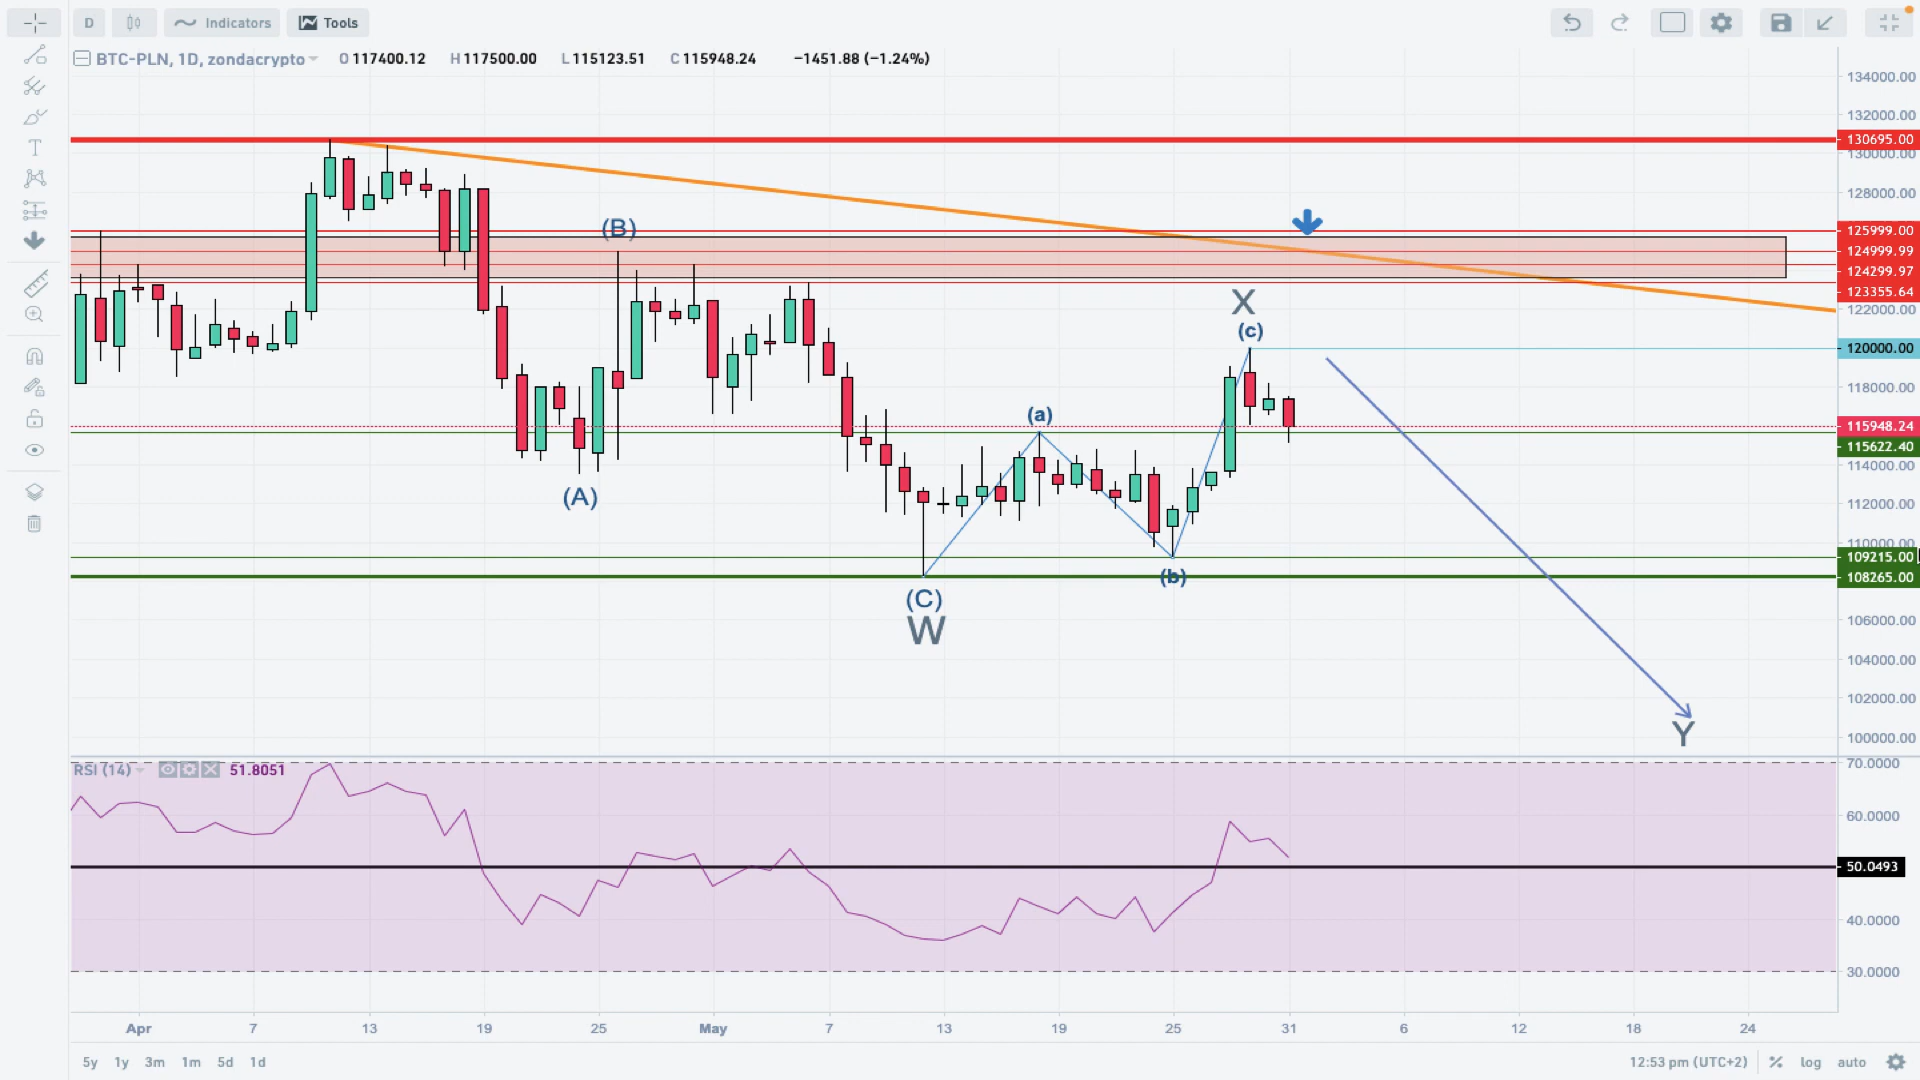 D Indicators Tools
BTC-PLN, 1D, zondacrypto O 117400.12 H 117500.00 L 115123.51 C 115948.24 −1451.88 (−1.24%)
134000.00
132000.00
130695.00
130000.00
128000.00
(B)
125999.00
124999.99
124299.97
123355.64
X
122000.00
(c)
120000.00
118000.00
(a)
115948.24
115622.40
114000.00
(A)
112000.00
110000.00
109215.00
(b)
108265.00
(C)
W
106000.00
104000.00
102000.00
Y
100000.00
RSI (14) 51.8051
70.0000
60.0000
50.0493
40.0000
30.0000
Apr 7 13 19 25 May 7 13 19 25 31 6 12 18 24
5y 1y 3m 1m 5d 1d 12:53 pm (UTC+2) % log auto